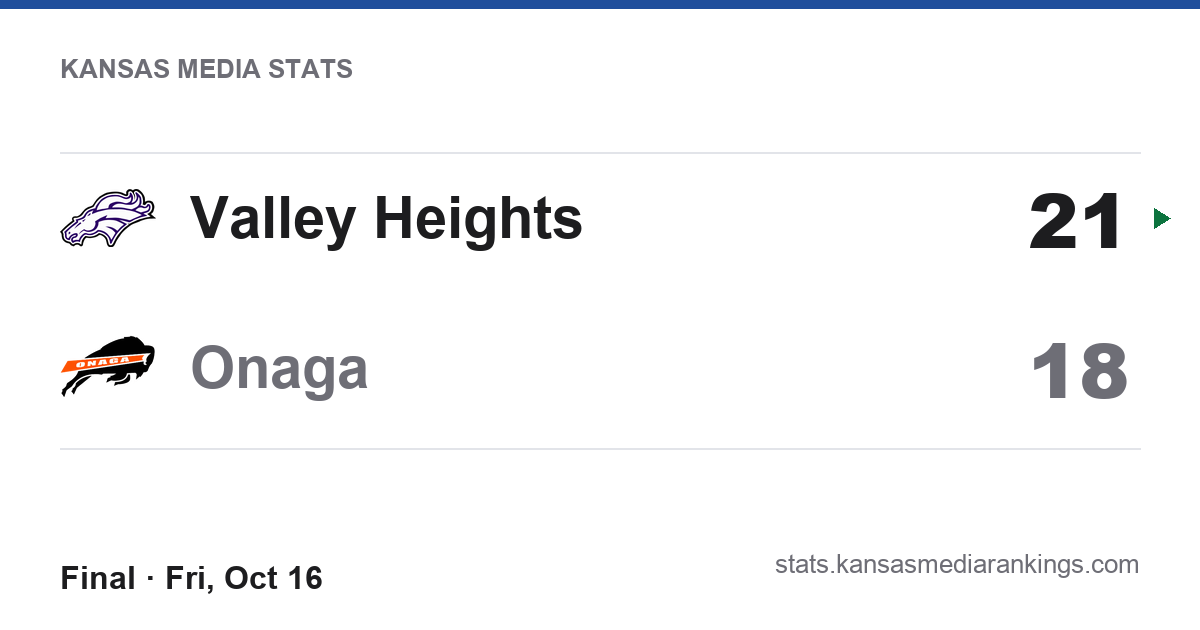 KANSAS MEDIA STATS
Valley Heights 21
ONAGA
Onaga 18
Final · Fri, Oct 16
stats.kansasmediarankings.com